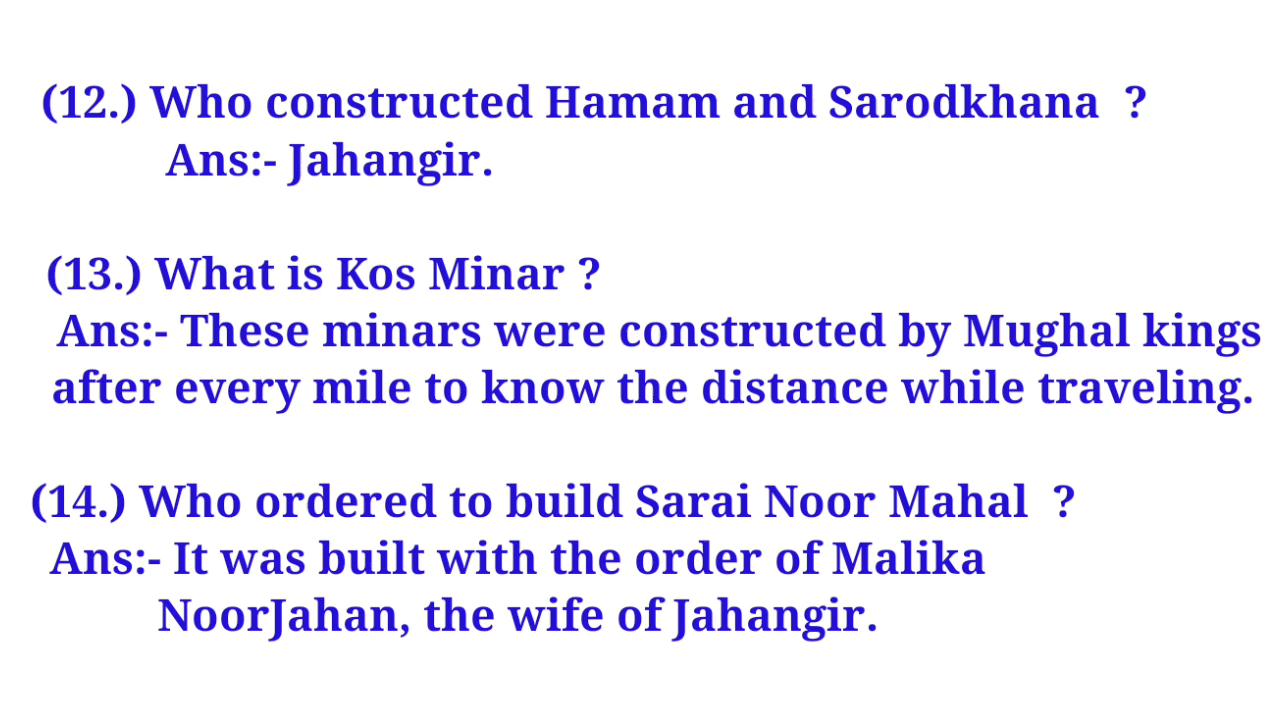 (12.) Who constructed Hamam and Sarodkhana ?
Ans:- Jahangir.
(13.) What is Kos Minar ?
Ans:- These minars were constructed by Mughal kings
after every mile to know the distance while traveling.
(14.) Who ordered to build Sarai Noor Mahal ?
Ans:- It was built with the order of Malika
NoorJahan, the wife of Jahangir.